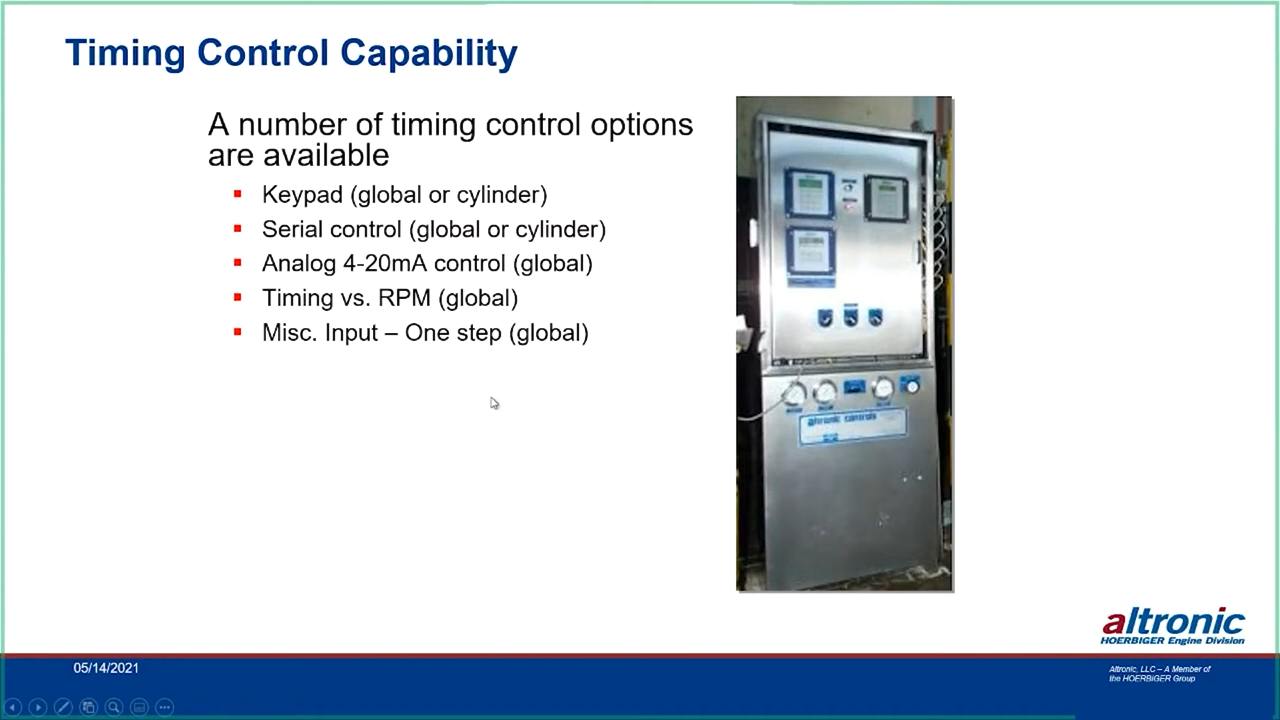 Timing Control Capability
A number of timing control options
are available
Keypad (global or cylinder)
Serial control (global or cylinder)
Analog 4-20mA control (global)
Timing vs. RPM (global)
Misc. Input – One step (global)
altronic controls
altronic
HOERBIGER Engine Division
05/14/2021
Altronic, LLC – A Member of
the HOERBIGER Group